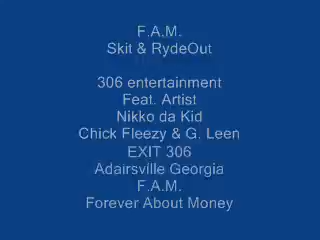 F.A.M.
Skit & RydeOut
306 entertainment
Feat. Artist
Nikko da Kid
Chick Fleezy & G. Leen
EXIT 306
Adairsville Georgia
F.A.M.
Forever About Money